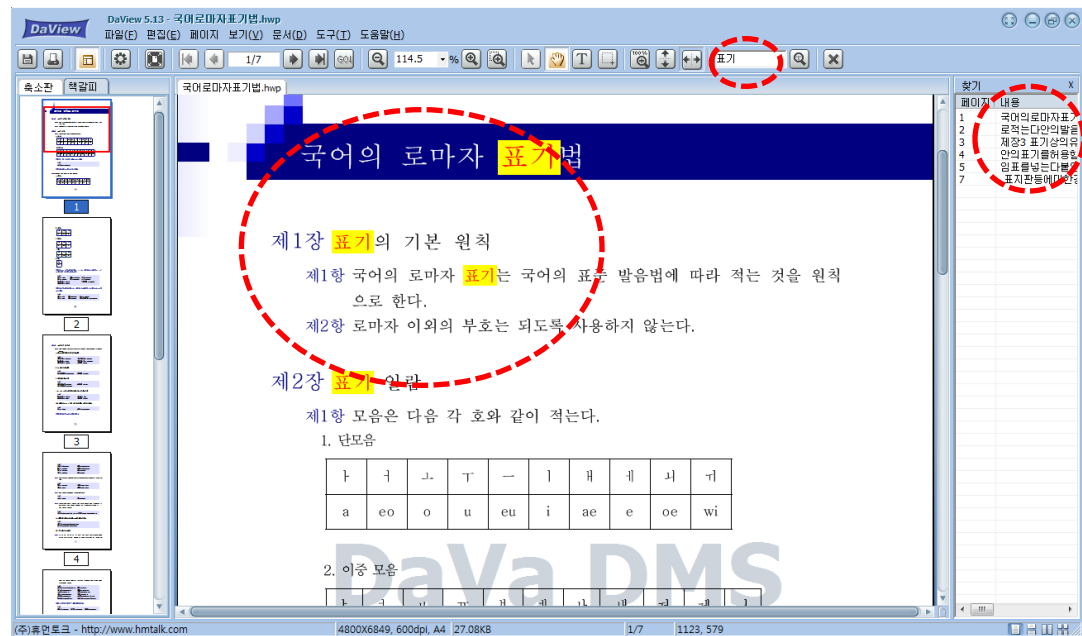 DaView
DaView 5.13 - 국어로마자표기법.hwp
파일(F) 편집(E) 페이지 보기(V) 문서(D) 도구(T) 도움말(H)
1/7 GO! 114.5 % T 100% 표기
축소판 책갈피
국어로마자표기법.hwp
찾기 X
페이지 내용
1 국어의로마자표기
2 로적는다안의발음
3 제장3 표기상의유
4 안의표기를허용함
5 임표를넣는다붙임
7 표지판등에대한경
1
2
3
4
국어의 로마자 표기법
제1장 표기의 기본 원칙
제1항 국어의 로마자 표기는 국어의 표준 발음법에 따라 적는 것을 원칙
으로 한다.
제2항 로마자 이외의 부호는 되도록 사용하지 않는다.
제2장 표기 일람
제1항 모음은 다음 각 호와 같이 적는다.
1. 단모음
ㅏ ㅓ ㅗ ㅜ ㅡ ㅣ ㅐ ㅔ ㅚ ㅟ
a eo o u eu i ae e oe wi
2. 이중 모음
DaVa DMS
(주)휴먼토크 - http://www.hmtalk.com 4800X6849, 600dpi, A4 27.08KB 1/7 1123, 579